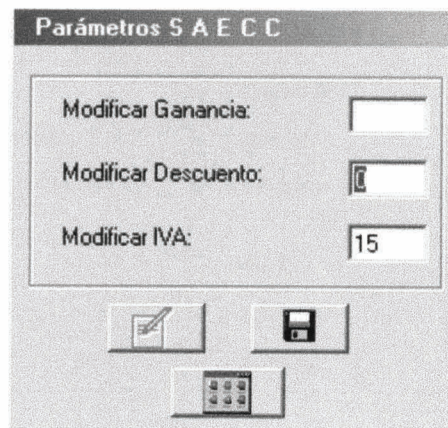 Parámetros S A E C C
Modificar Ganancia:
Modificar Descuento: 0
Modificar IVA: 15